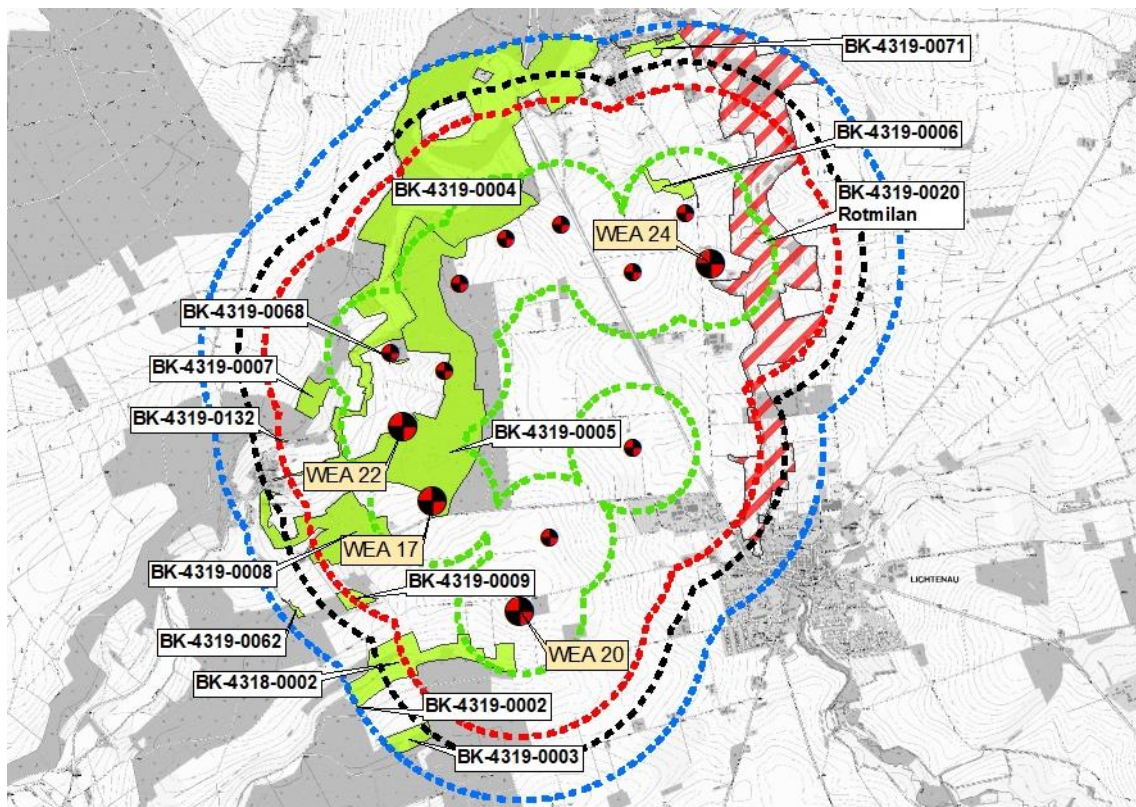 BK-4319-0071
BK-4319-0006
BK-4319-0004
BK-4319-0020
Rotmilan
WEA 24
BK-4319-0068
BK-4319-0007
BK-4319-0132
BK-4319-0005
WEA 22
WEA 17
BK-4319-0008
BK-4319-0009
LICHTENAU
BK-4319-0062
WEA 20
BK-4318-0002
BK-4319-0002
BK-4319-0003